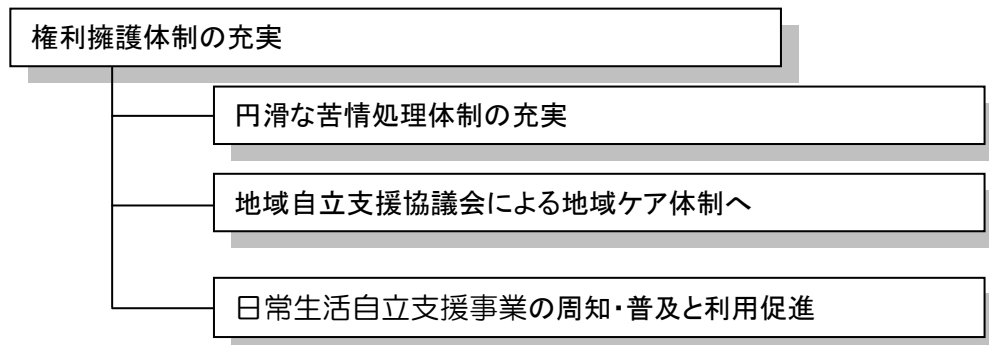 権利擁護体制の充実
円滑な苦情処理体制の充実
地域自立支援協議会による地域ケア体制へ
日常生活自立支援事業の周知・普及と利用促進